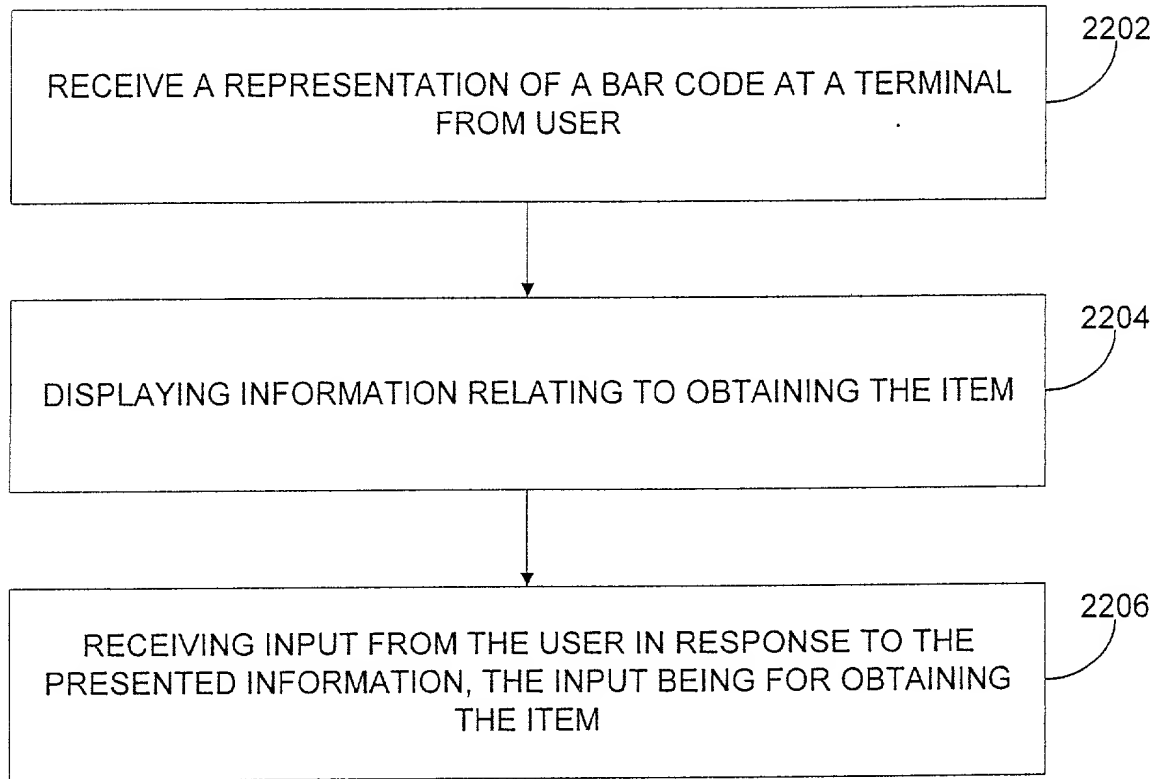 2202
RECEIVE A REPRESENTATION OF A BAR CODE AT A TERMINAL
FROM USER
2204
DISPLAYING INFORMATION RELATING TO OBTAINING THE ITEM
2206
RECEIVING INPUT FROM THE USER IN RESPONSE TO THE
PRESENTED INFORMATION, THE INPUT BEING FOR OBTAINING
THE ITEM